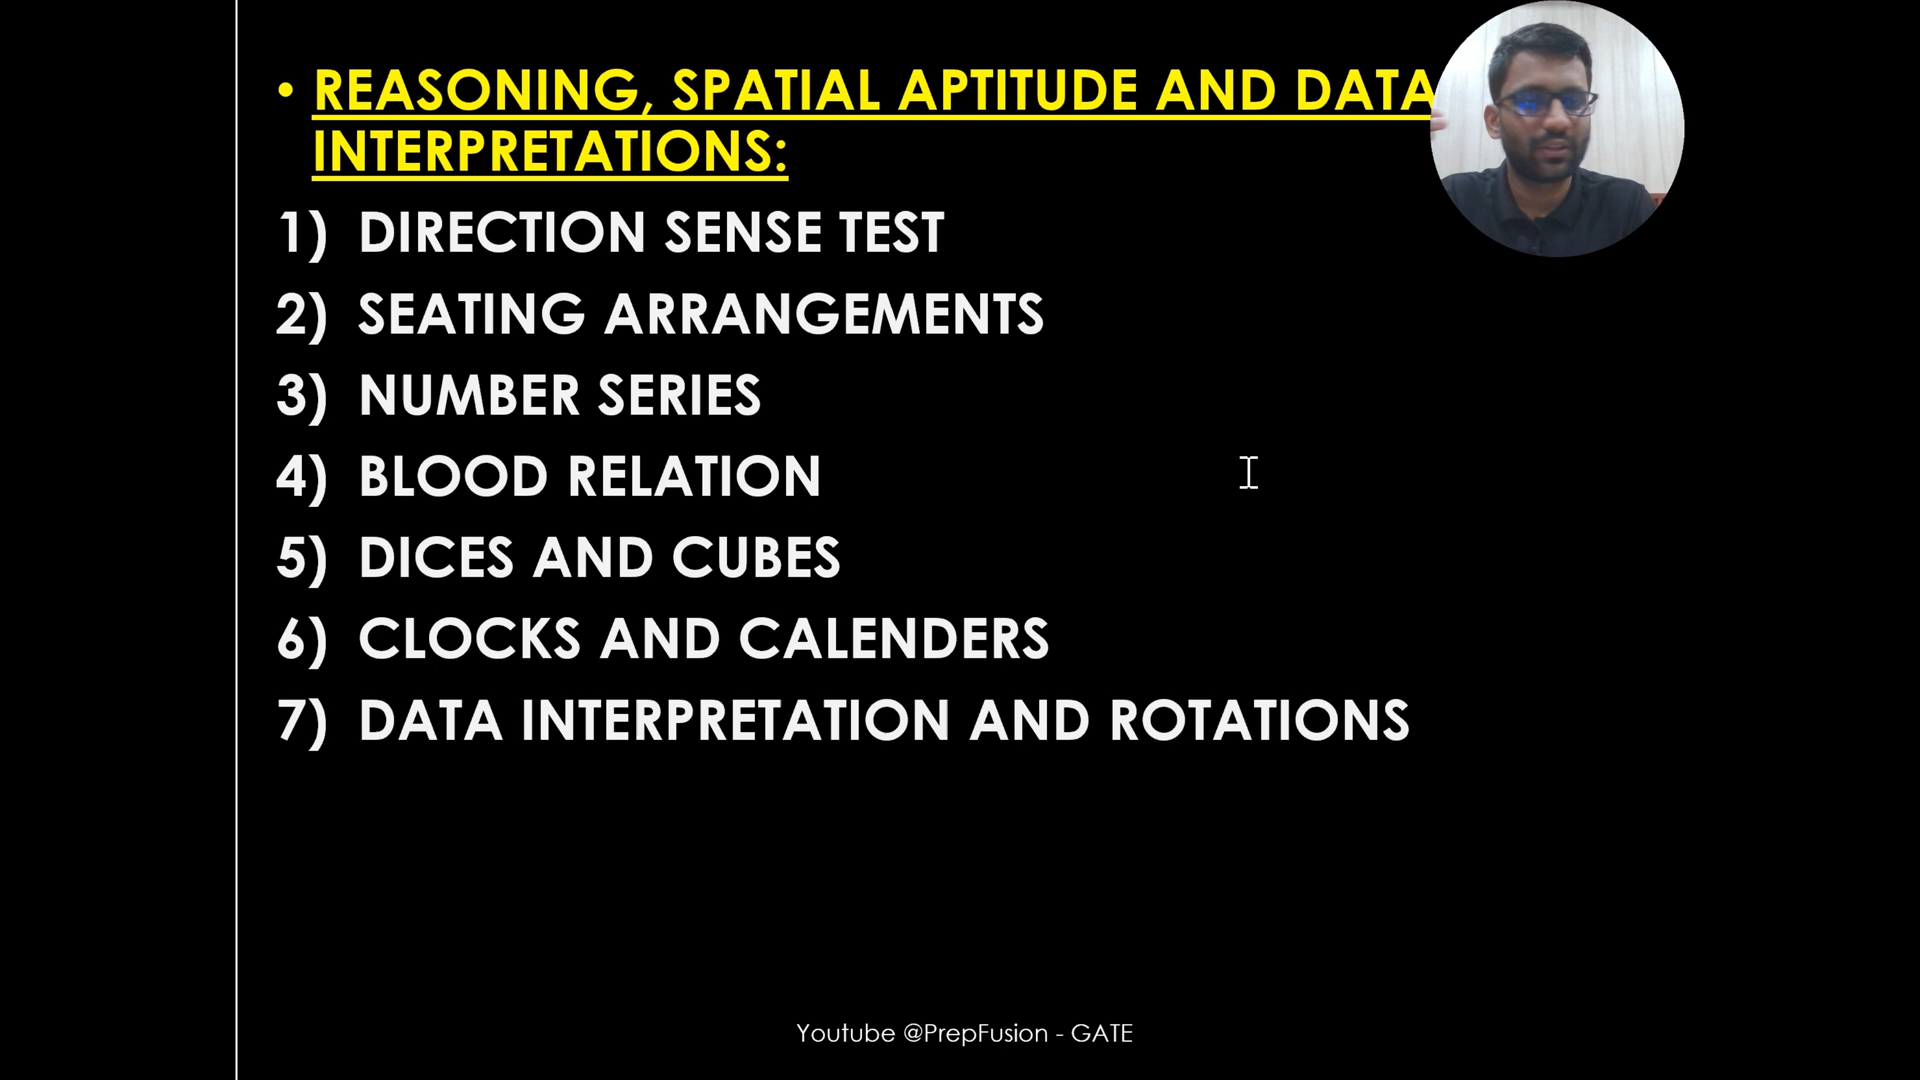 • REASONING, SPATIAL APTITUDE AND DATA
INTERPRETATIONS:
1) DIRECTION SENSE TEST
2) SEATING ARRANGEMENTS
3) NUMBER SERIES
4) BLOOD RELATION
5) DICES AND CUBES
6) CLOCKS AND CALENDERS
7) DATA INTERPRETATION AND ROTATIONS
Youtube @PrepFusion - GATE